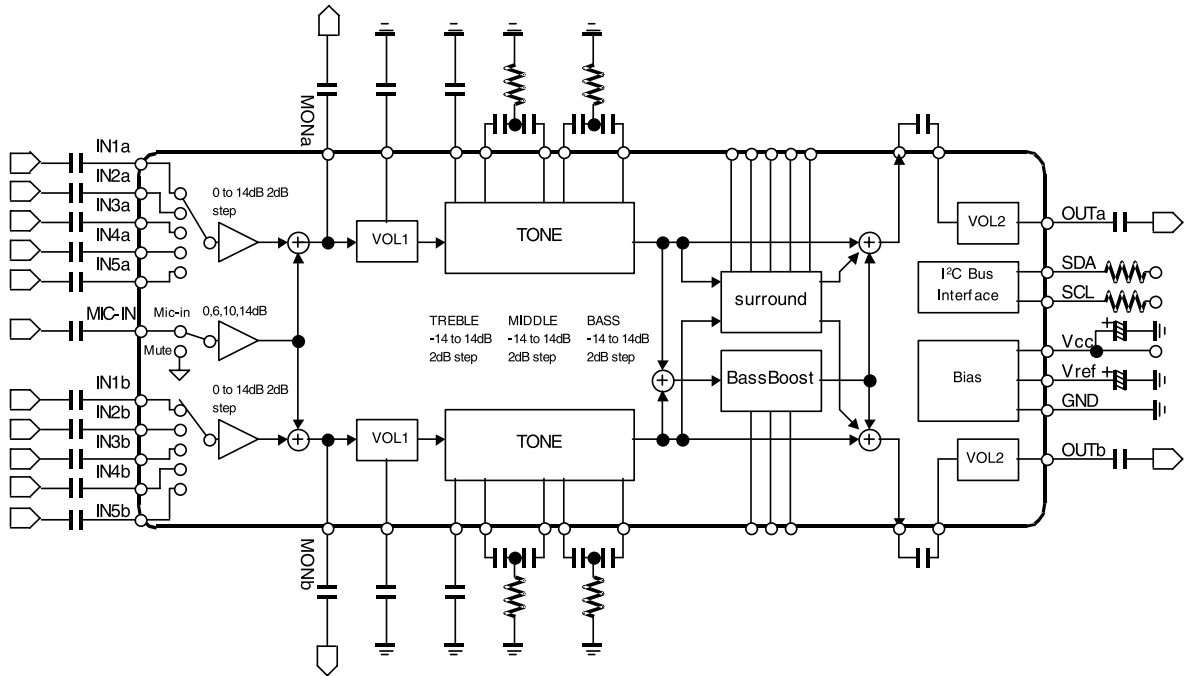 MONa
IN1a
IN2a
IN3a
IN4a
IN5a
0 to 14dB 2dB
step
VOL1
TONE
VOL2
OUTa
SDA
SCL
I²C Bus
Interface
surround
MIC-IN
Mic-in
Mute
0,6,10,14dB
TREBLE
-14 to 14dB
2dB step
MIDDLE
-14 to 14dB
2dB step
BASS
-14 to 14dB
2dB step
BassBoost
Bias
Vcc
+
Vref
+
GND
IN1b
IN2b
IN3b
IN4b
IN5b
0 to 14dB 2dB
step
VOL1
TONE
VOL2
OUTb
MONb